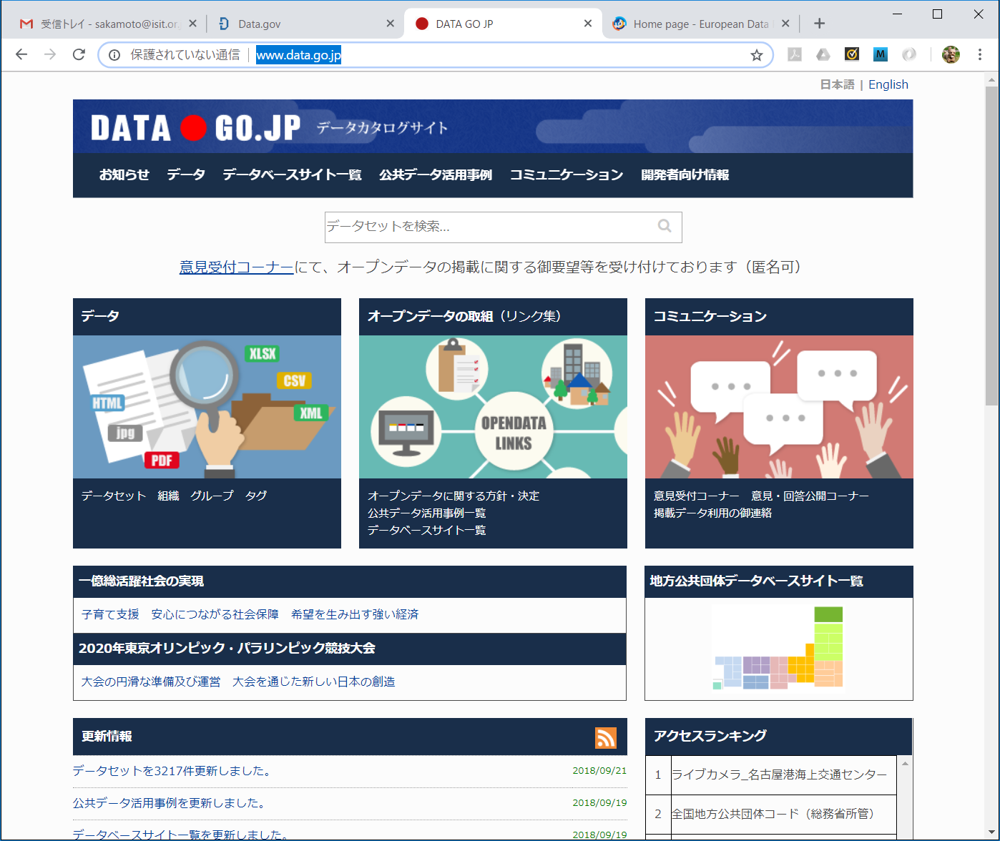 受信トレイ - sakamoto@isit.or.
Data.gov
DATA GO JP
Home page - European Data
保護されていない通信 | www.data.go.jp
日本語 | English
DATA GO.JP データカタログサイト
お知らせ データ データベースサイト一覧 公共データ活用事例 コミュニケーション 開発者向け情報
データセットを検索...
意見受付コーナーにて、オープンデータの掲載に関する御要望等を受け付けております（匿名可）
データ
XLSX
CSV
HTML
XML
jpg
PDF
データセット 組織 グループ タグ
オープンデータの取組（リンク集）
OPENDATA
LINKS
オープンデータに関する方針・決定
公共データ活用事例一覧
データベースサイト一覧
コミュニケーション
意見受付コーナー 意見・回答公開コーナー
掲載データ利用の御連絡
一億総活躍社会の実現
子育て支援 安心につながる社会保障 希望を生み出す強い経済
2020年東京オリンピック・パラリンピック競技大会
大会の円滑な準備及び運営 大会を通じた新しい日本の創造
地方公共団体データベースサイト一覧
更新情報
データセットを3217件更新しました。 2018/09/21
公共データ活用事例を更新しました。 2018/09/19
データベースサイト一覧を更新しました。 2018/09/19
アクセスランキング
1 ライブカメラ_名古屋港海上交通センター
2 全国地方公共団体コード（総務省所管）